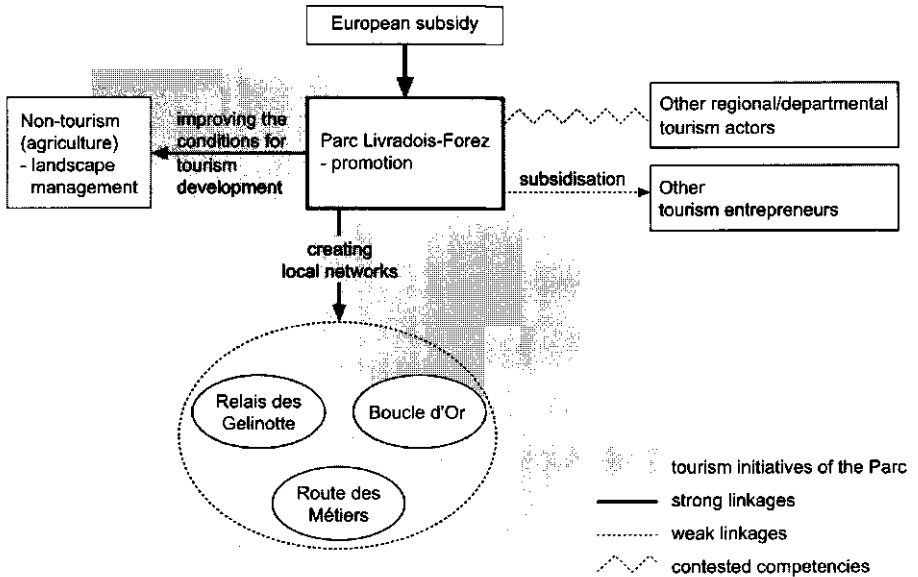 European subsidy
Non-tourism
(agriculture)
- landscape
management
improving the
conditions for
tourism
development
Parc Livradois-Forez
- promotion
Other regional/departmental
tourism actors
subsidisation
Other
tourism entrepreneurs
creating
local networks
Relais des
Gelinotte
Boucle d'Or
Route des
Métiers
tourism initiatives of the Parc
strong linkages
weak linkages
contested competencies